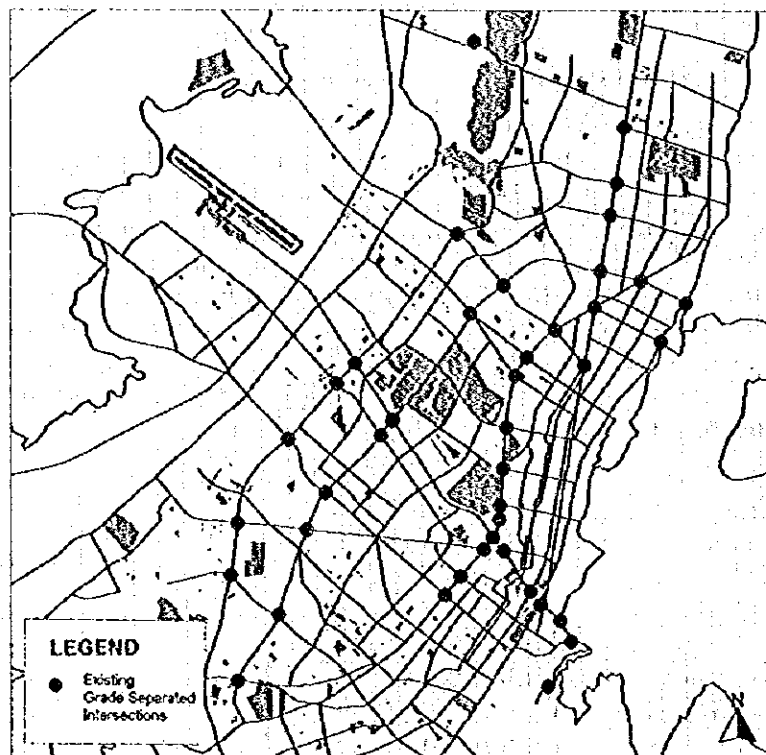 N
LEGEND
Existing
Grade Separated
Intersections